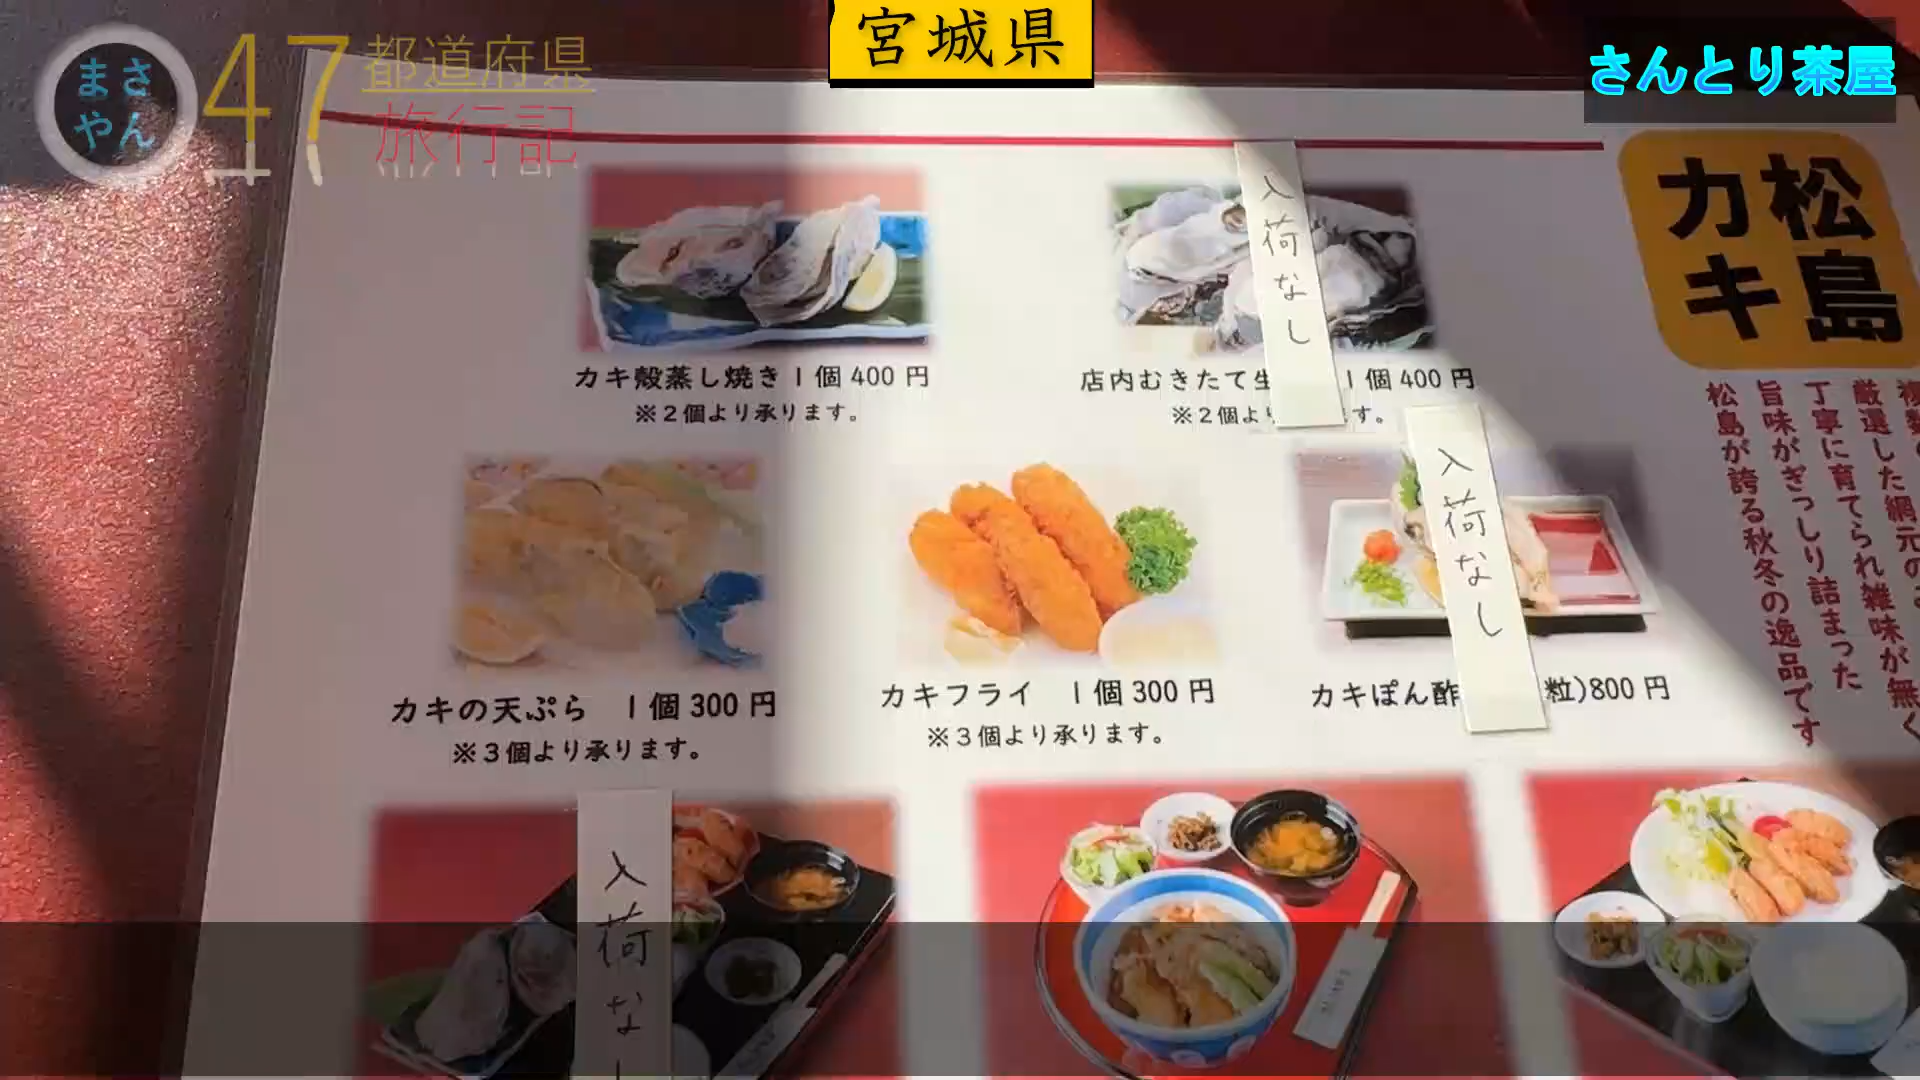 まさ
やん
47
都道府県
旅行記
宮城県
さんとり茶屋
松島
カキ
カキ殻蒸し焼き1個400円
※2個より承ります。
店内むきたて生
1個400円
※2個より
す。
入荷なし
カキの天ぷら 1個300円
※3個より承ります。
カキフライ 1個300円
※3個より承ります。
カキぽん酢
粒)800円
入荷なし
厳選した網元の
丁寧に育てられ雑味が無く
旨味がぎっしり詰まった
松島が誇る秋冬の逸品です
入荷な